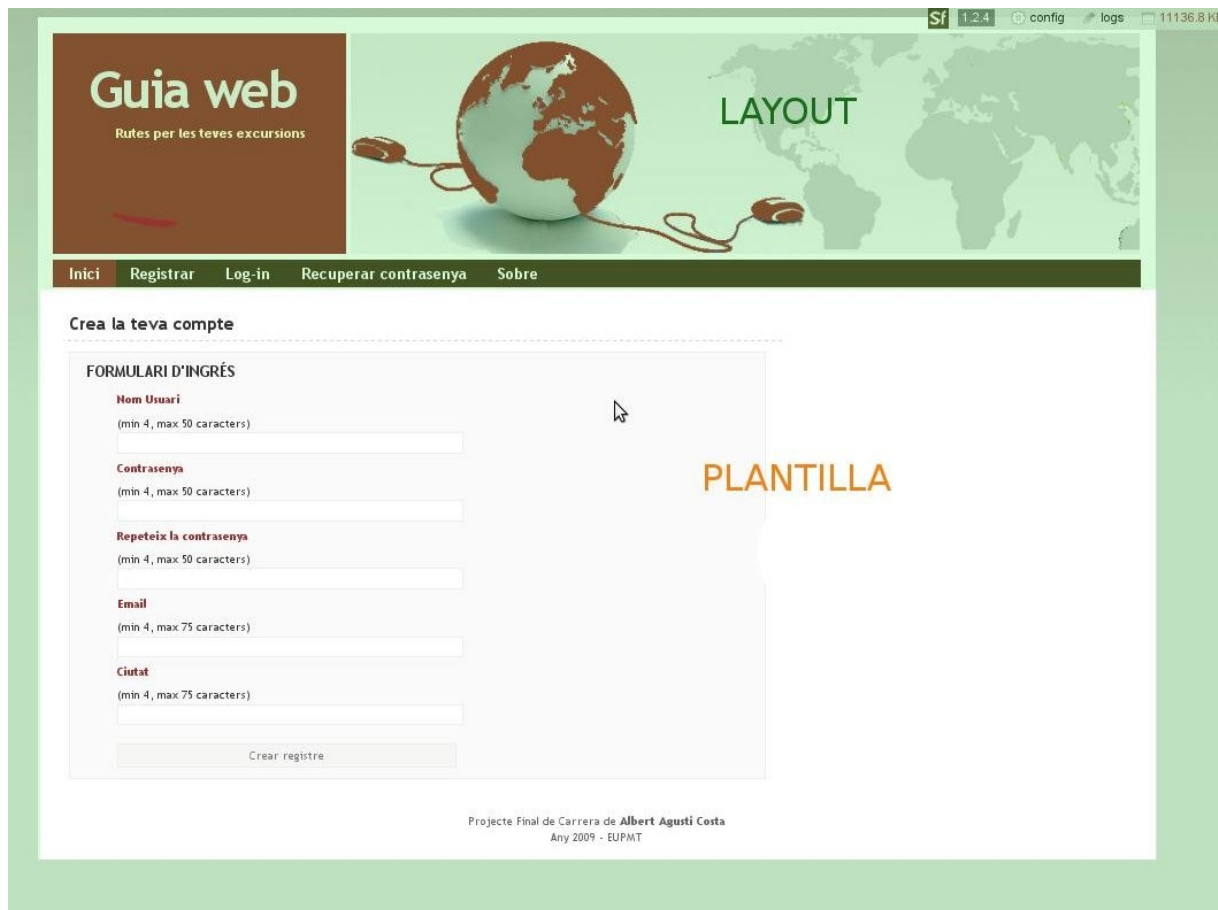 Sf 1.2.4 config logs 11136.8
Guia web
Rutes per les teves excursions
LAYOUT
Inici Registrar Log-in Recuperar contrasenya Sobre
Crea la teva compte
FORMULARI D'INGRÉS
Nom Usuari
(min 4, max 50 caracters)
Contrasenya
(min 4, max 50 caracters)
PLANTILLA
Repeteix la contrasenya
(min 4, max 50 caracters)
Email
(min 4, max 75 caracters)
Ciutat
(min 4, max 75 caracters)
Crear registre
Projecte Final de Carrera de Albert Agusti Costa
Any 2009 - EUPMT